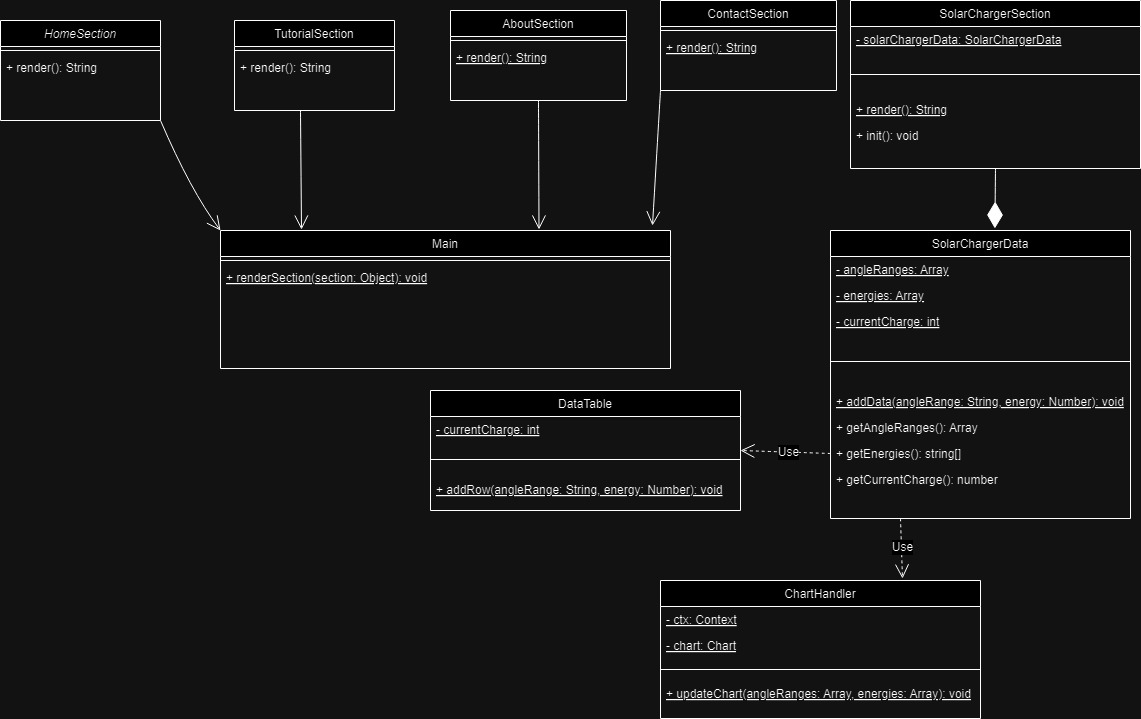 HomeSection
+ render(): String
TutorialSection
+ render(): String
AboutSection
+ render(): String
ContactSection
+ render(): String
SolarChargerSection
- solarChargerData: SolarChargerData
+ render(): String
+ init(): void
Main
+ renderSection(section: Object): void
SolarChargerData
- angleRanges: Array
- energies: Array
- currentCharge: int
+ addData(angleRange: String, energy: Number): void
+ getAngleRanges(): Array
+ getEnergies(): string[]
+ getCurrentCharge(): number
DataTable
- currentCharge: int
+ addRow(angleRange: String, energy: Number): void
Use
Use
ChartHandler
- ctx: Context
- chart: Chart
+ updateChart(angleRanges: Array, energies: Array): void